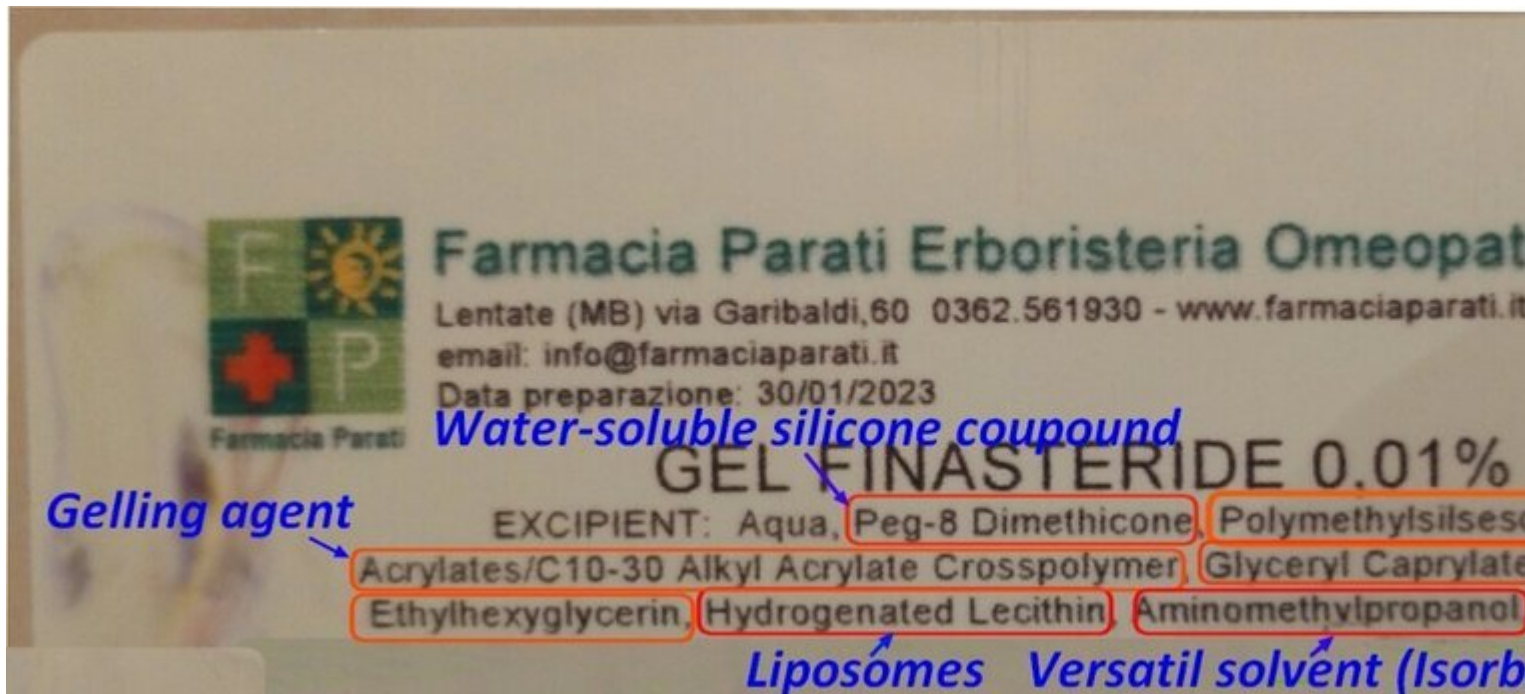 F
P
Farmacia Parati
Farmacia Parati Erboristeria Omeopat
Lentate (MB) via Garibaldi,60 0362.561930 - www.farmaciaparati.it
email: info@farmaciaparati.it
Data preparazione: 30/01/2023
Water-soluble silicone coupound
GEL FINASTERIDE 0.01%
Gelling agent
EXCIPIENT: Aqua, Peg-8 Dimethicone, Polymethylsilses
Acrylates/C10-30 Alkyl Acrylate Crosspolymer, Glyceryl Caprylate
Ethylhexyglycerin, Hydrogenated Lecithin, Aminomethylpropanol,
Liposomes Versatil solvent (Isorb